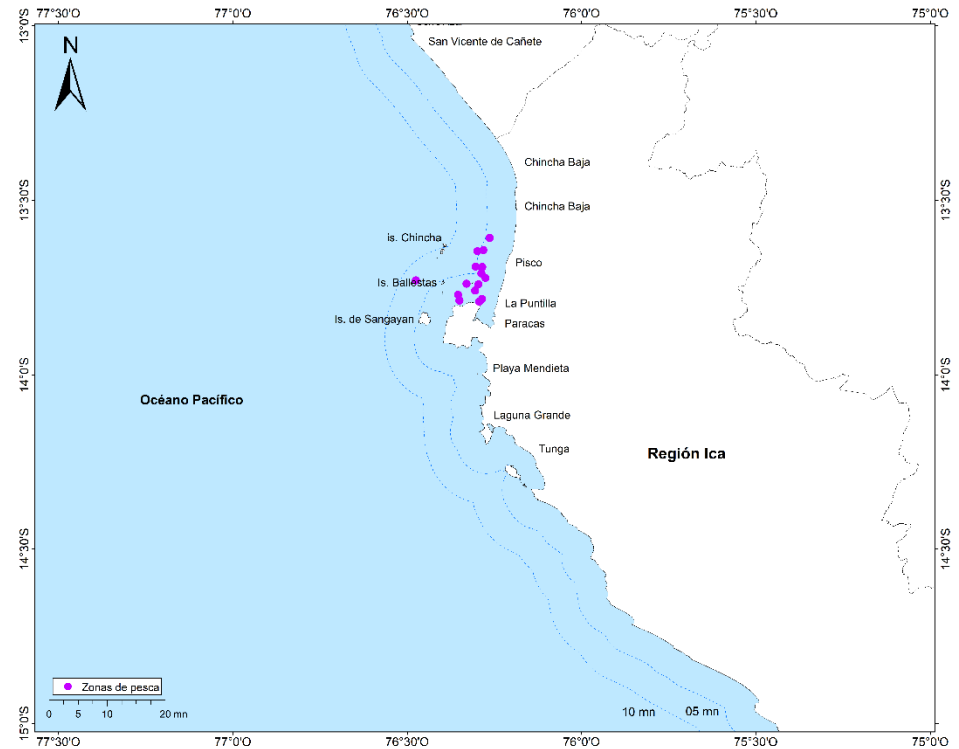 77°30'O 77°0'O 76°30'O 76°0'O 75°30'O 75°0'O
13°0'S 13°0'S
N
San Vicente de Cañete
Chincha Baja
13°30'S 13°30'S
Chincha Baja
is. Chincha
Pisco
Is. Ballestas
La Puntilla
Is. de Sangayan
Paracas
Playa Mendieta
14°0'S 14°0'S
Océano Pacífico
Laguna Grande
Tunga
Región Ica
14°30'S 14°30'S
Zonas de pesca
10 mn 05 mn
0 5 10 20 mn
15°0'S 15°0'S
77°30'O 77°0'O 76°30'O 76°0'O 75°30'O 75°0'O